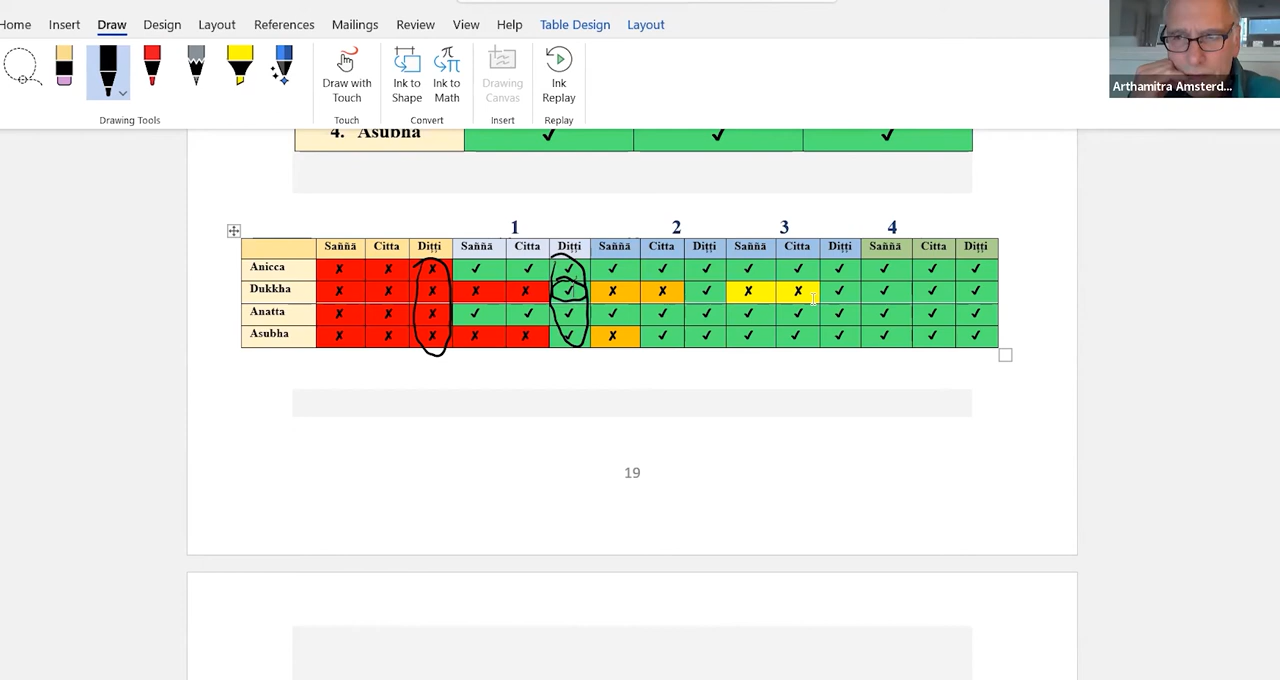 Home Insert Draw Design Layout References Mailings Review View Help Table Design Layout
Draw with Touch
Ink to Shape
Ink to Math
Drawing Canvas
Ink Replay
Drawing Tools Touch Convert Insert Replay
Arthamitra Amsterd...
4. Asubha ✓ ✓ ✓
1 2 3 4
Saññā Citta Diṭṭi Saññā Citta Diṭṭi Saññā Citta Diṭṭi Saññā Citta Diṭṭi Saññā Citta Diṭṭi
Anicca ✗ ✗ ✗ ✓ ✓ ✓ ✓ ✓ ✓ ✓ ✓ ✓ ✓ ✓ ✓
Dukkha ✗ ✗ ✗ ✗ ✗ ✓ ✗ ✗ ✓ ✗ ✗ ✓ ✓ ✓ ✓
Anatta ✗ ✗ ✗ ✓ ✓ ✓ ✓ ✓ ✓ ✓ ✓ ✓ ✓ ✓ ✓
Asubha ✗ ✗ ✗ ✗ ✗ ✓ ✗ ✓ ✓ ✓ ✓ ✓ ✓ ✓ ✓
19